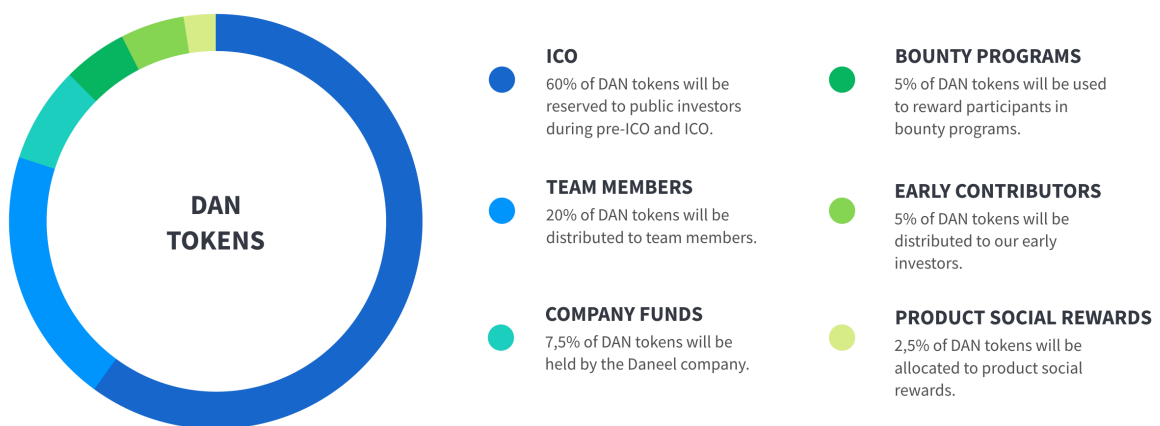 DAN
TOKENS
ICO
60% of DAN tokens will be
reserved to public investors
during pre-ICO and ICO.
TEAM MEMBERS
20% of DAN tokens will be
distributed to team members.
COMPANY FUNDS
7,5% of DAN tokens will be
held by the Daneel company.
BOUNTY PROGRAMS
5% of DAN tokens will be used
to reward participants in
bounty programs.
EARLY CONTRIBUTORS
5% of DAN tokens will be
distributed to our early
investors.
PRODUCT SOCIAL REWARDS
2,5% of DAN tokens will be
allocated to product social
rewards.